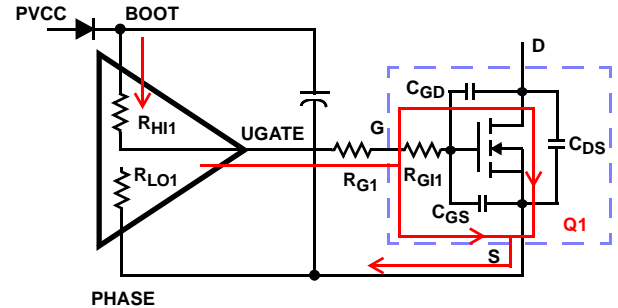 PVCC
BOOT
D
CGD
RHI1
UGATE
G
CDS
RLO1
RG1
RGI1
CGS
Q1
S
PHASE